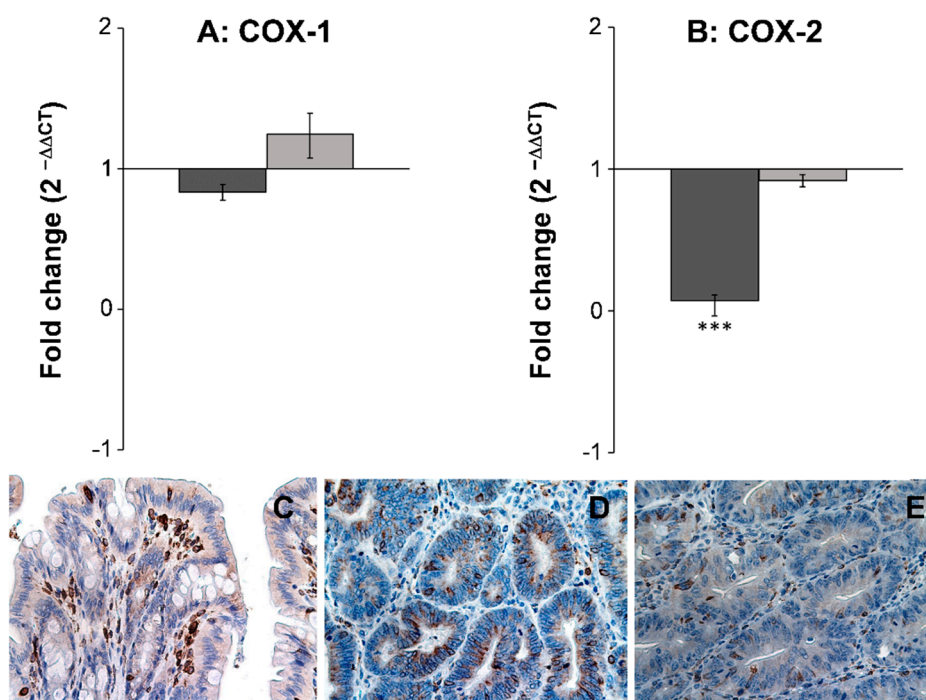 A: COX-1
2
1
0
-1
Fold change (2 −ΔΔCT)
B: COX-2
2
1
0
-1
Fold change (2 −ΔΔCT)
***
C
D
E